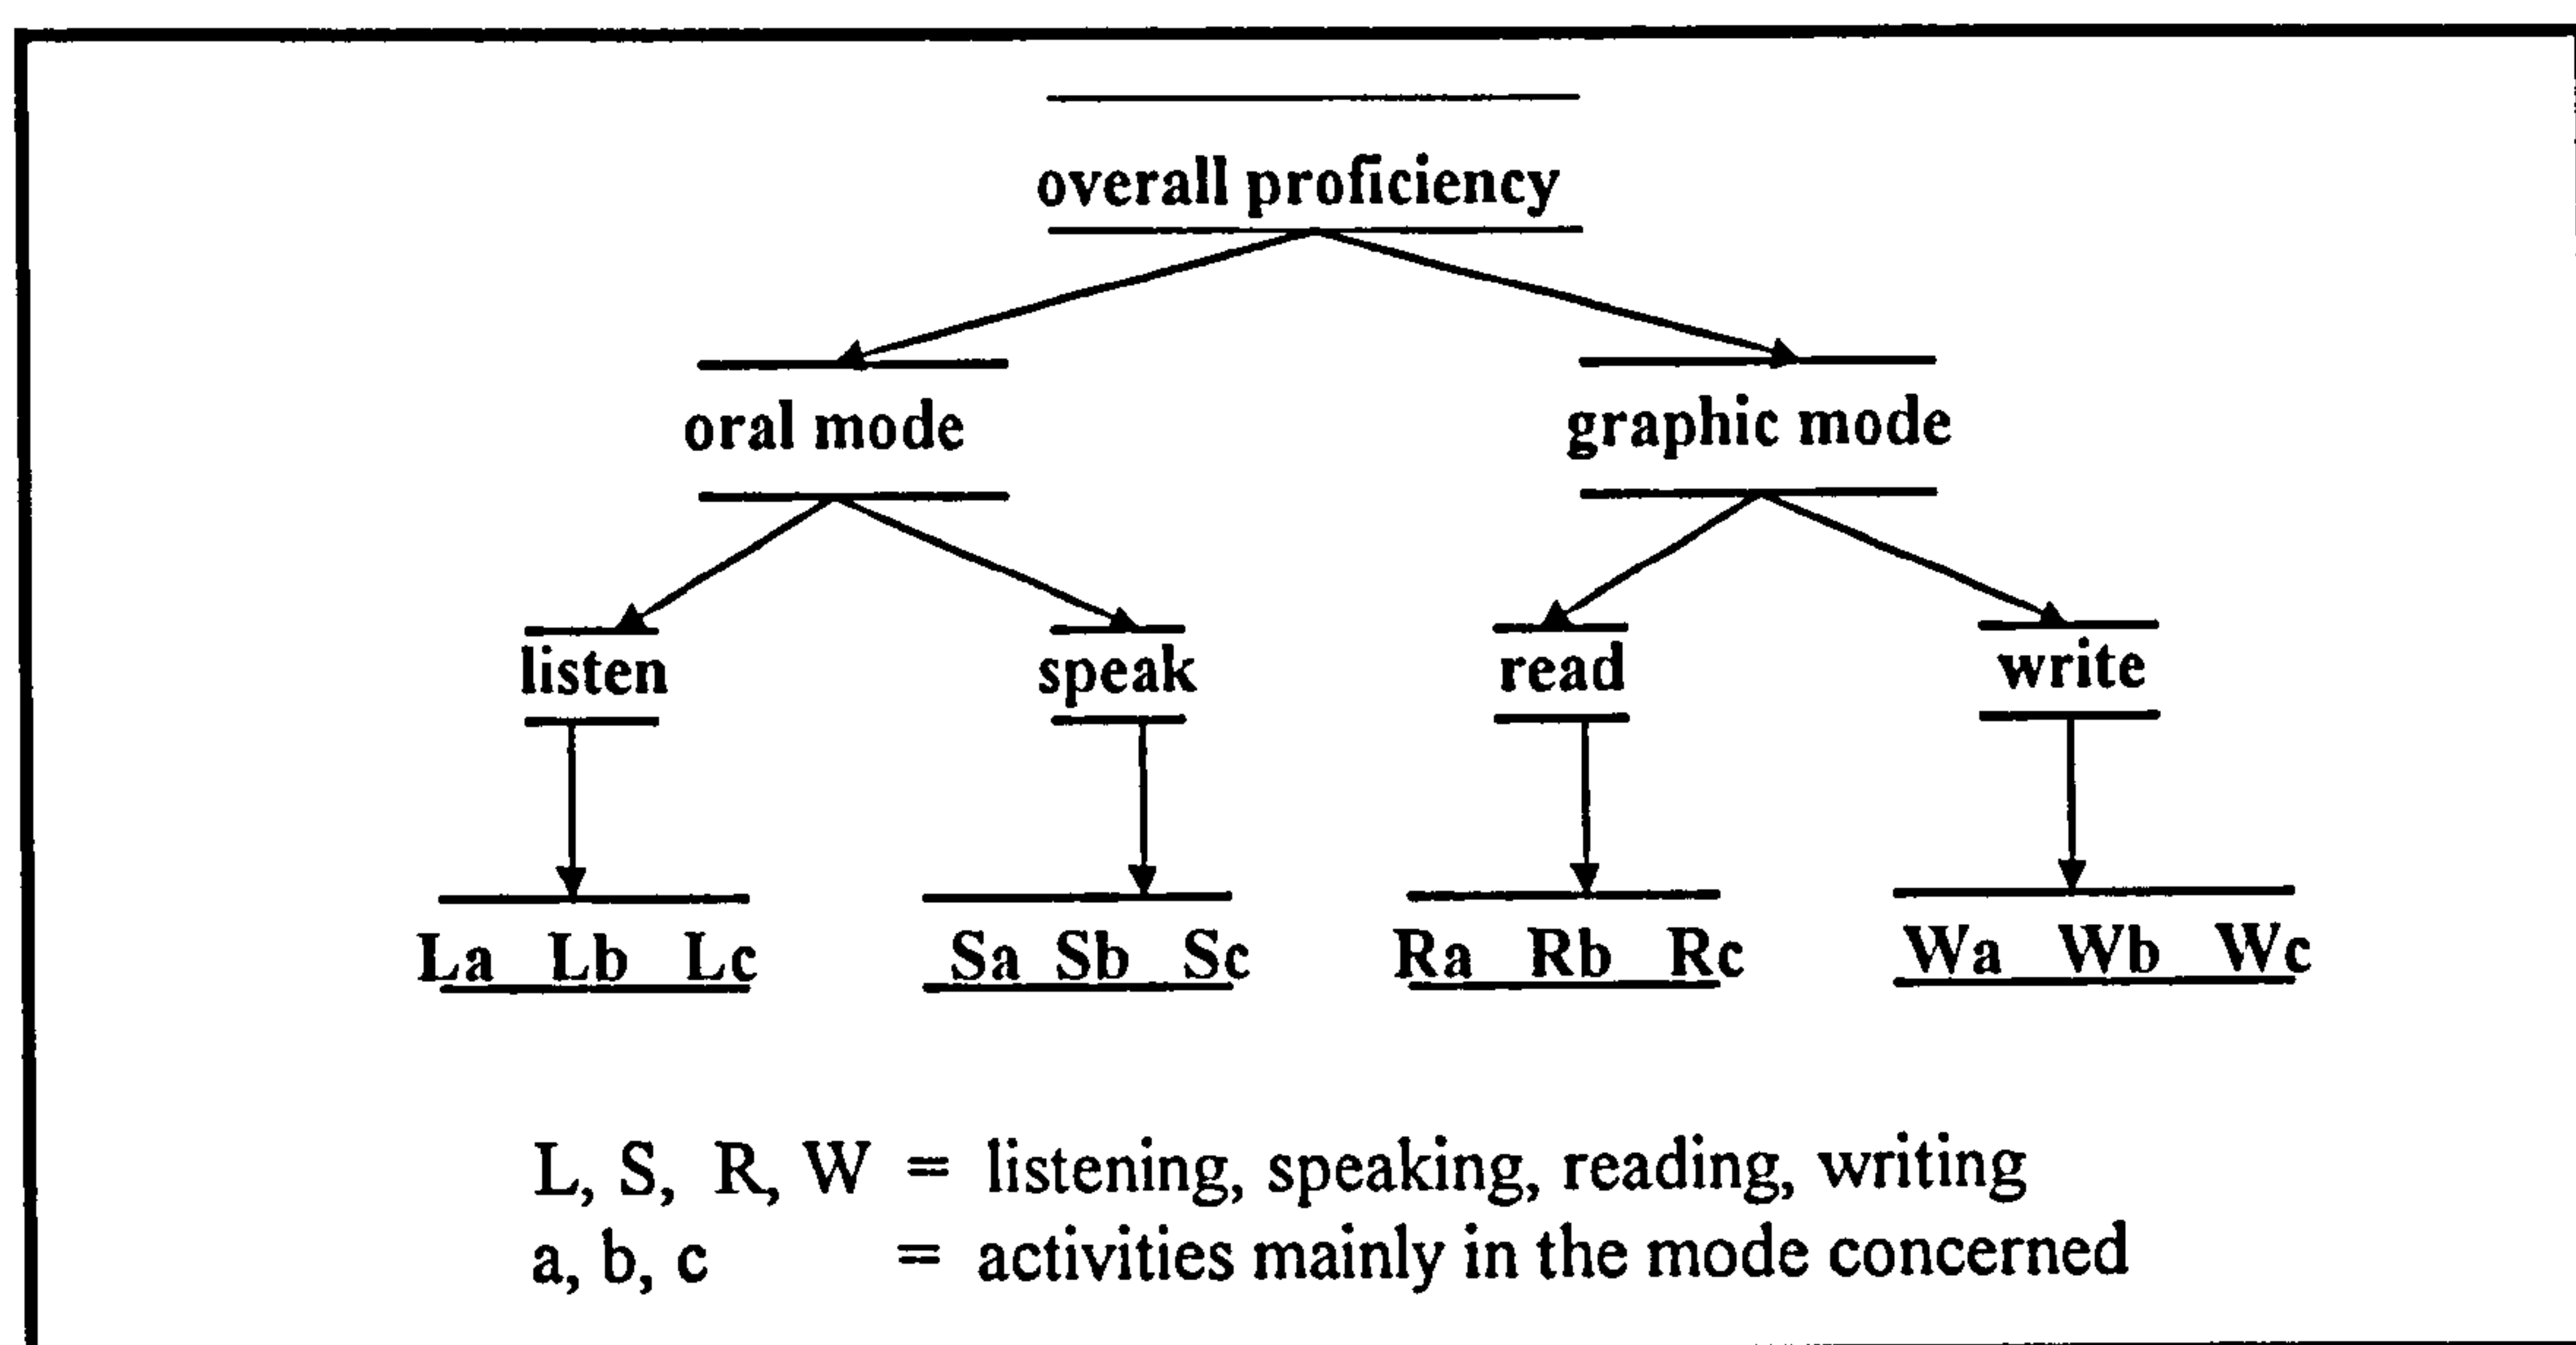 overall proficiency
oral mode graphic mode
listen speak read write
La Lb Lc Sa Sb Sc Ra Rb Rc Wa Wb Wc
L, S, R, W = listening, speaking, reading, writing
a, b, c = activities mainly in the mode concerned